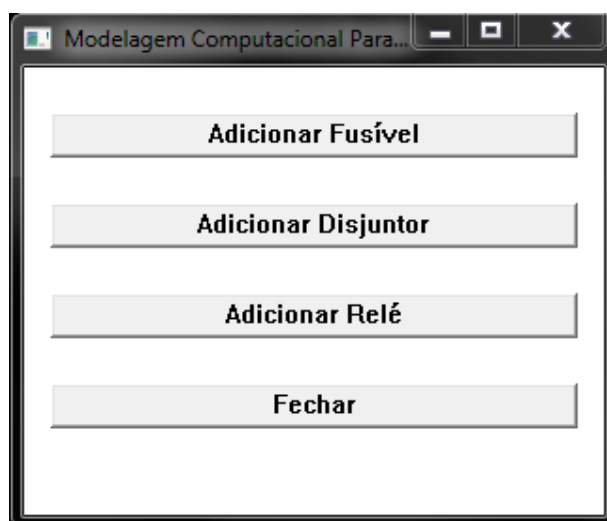 Modelagem Computacional Para...
Adicionar Fusível
Adicionar Disjuntor
Adicionar Relé
Fechar